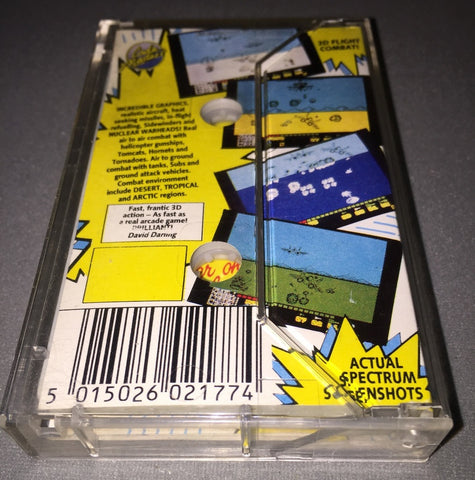 3D FLIGHT
COMBAT!
INCREDIBLE GRAPHICS,
realistic aircraft, heat
seeking missiles, in-flight
refuelling, Sidewinders and
NUCLEAR WARHEADS! Real
air to air combat with
helicopter gunships,
Tomcats, Hornets and
Tornadoes. Air to ground
combat with tanks. Subs and
ground attack vehicles.
Combat environment
include DESERT, TROPICAL
and ARCTIC regions.
Fast, frantic 3D
action – As fast as
a real arcade game!
BRILLIANT!
David Darling
5 015026 021774
ACTUAL
SPECTRUM
SCREENSHOTS